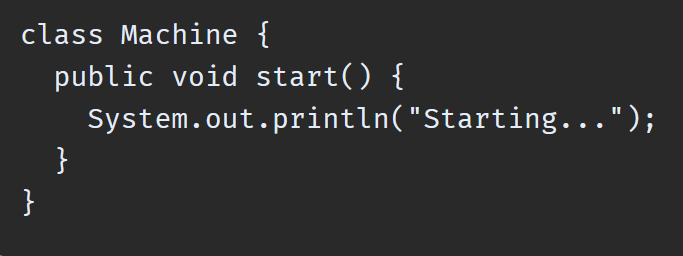 class Machine {
  public void start() {
    System.out.println("Starting...");
  }
}